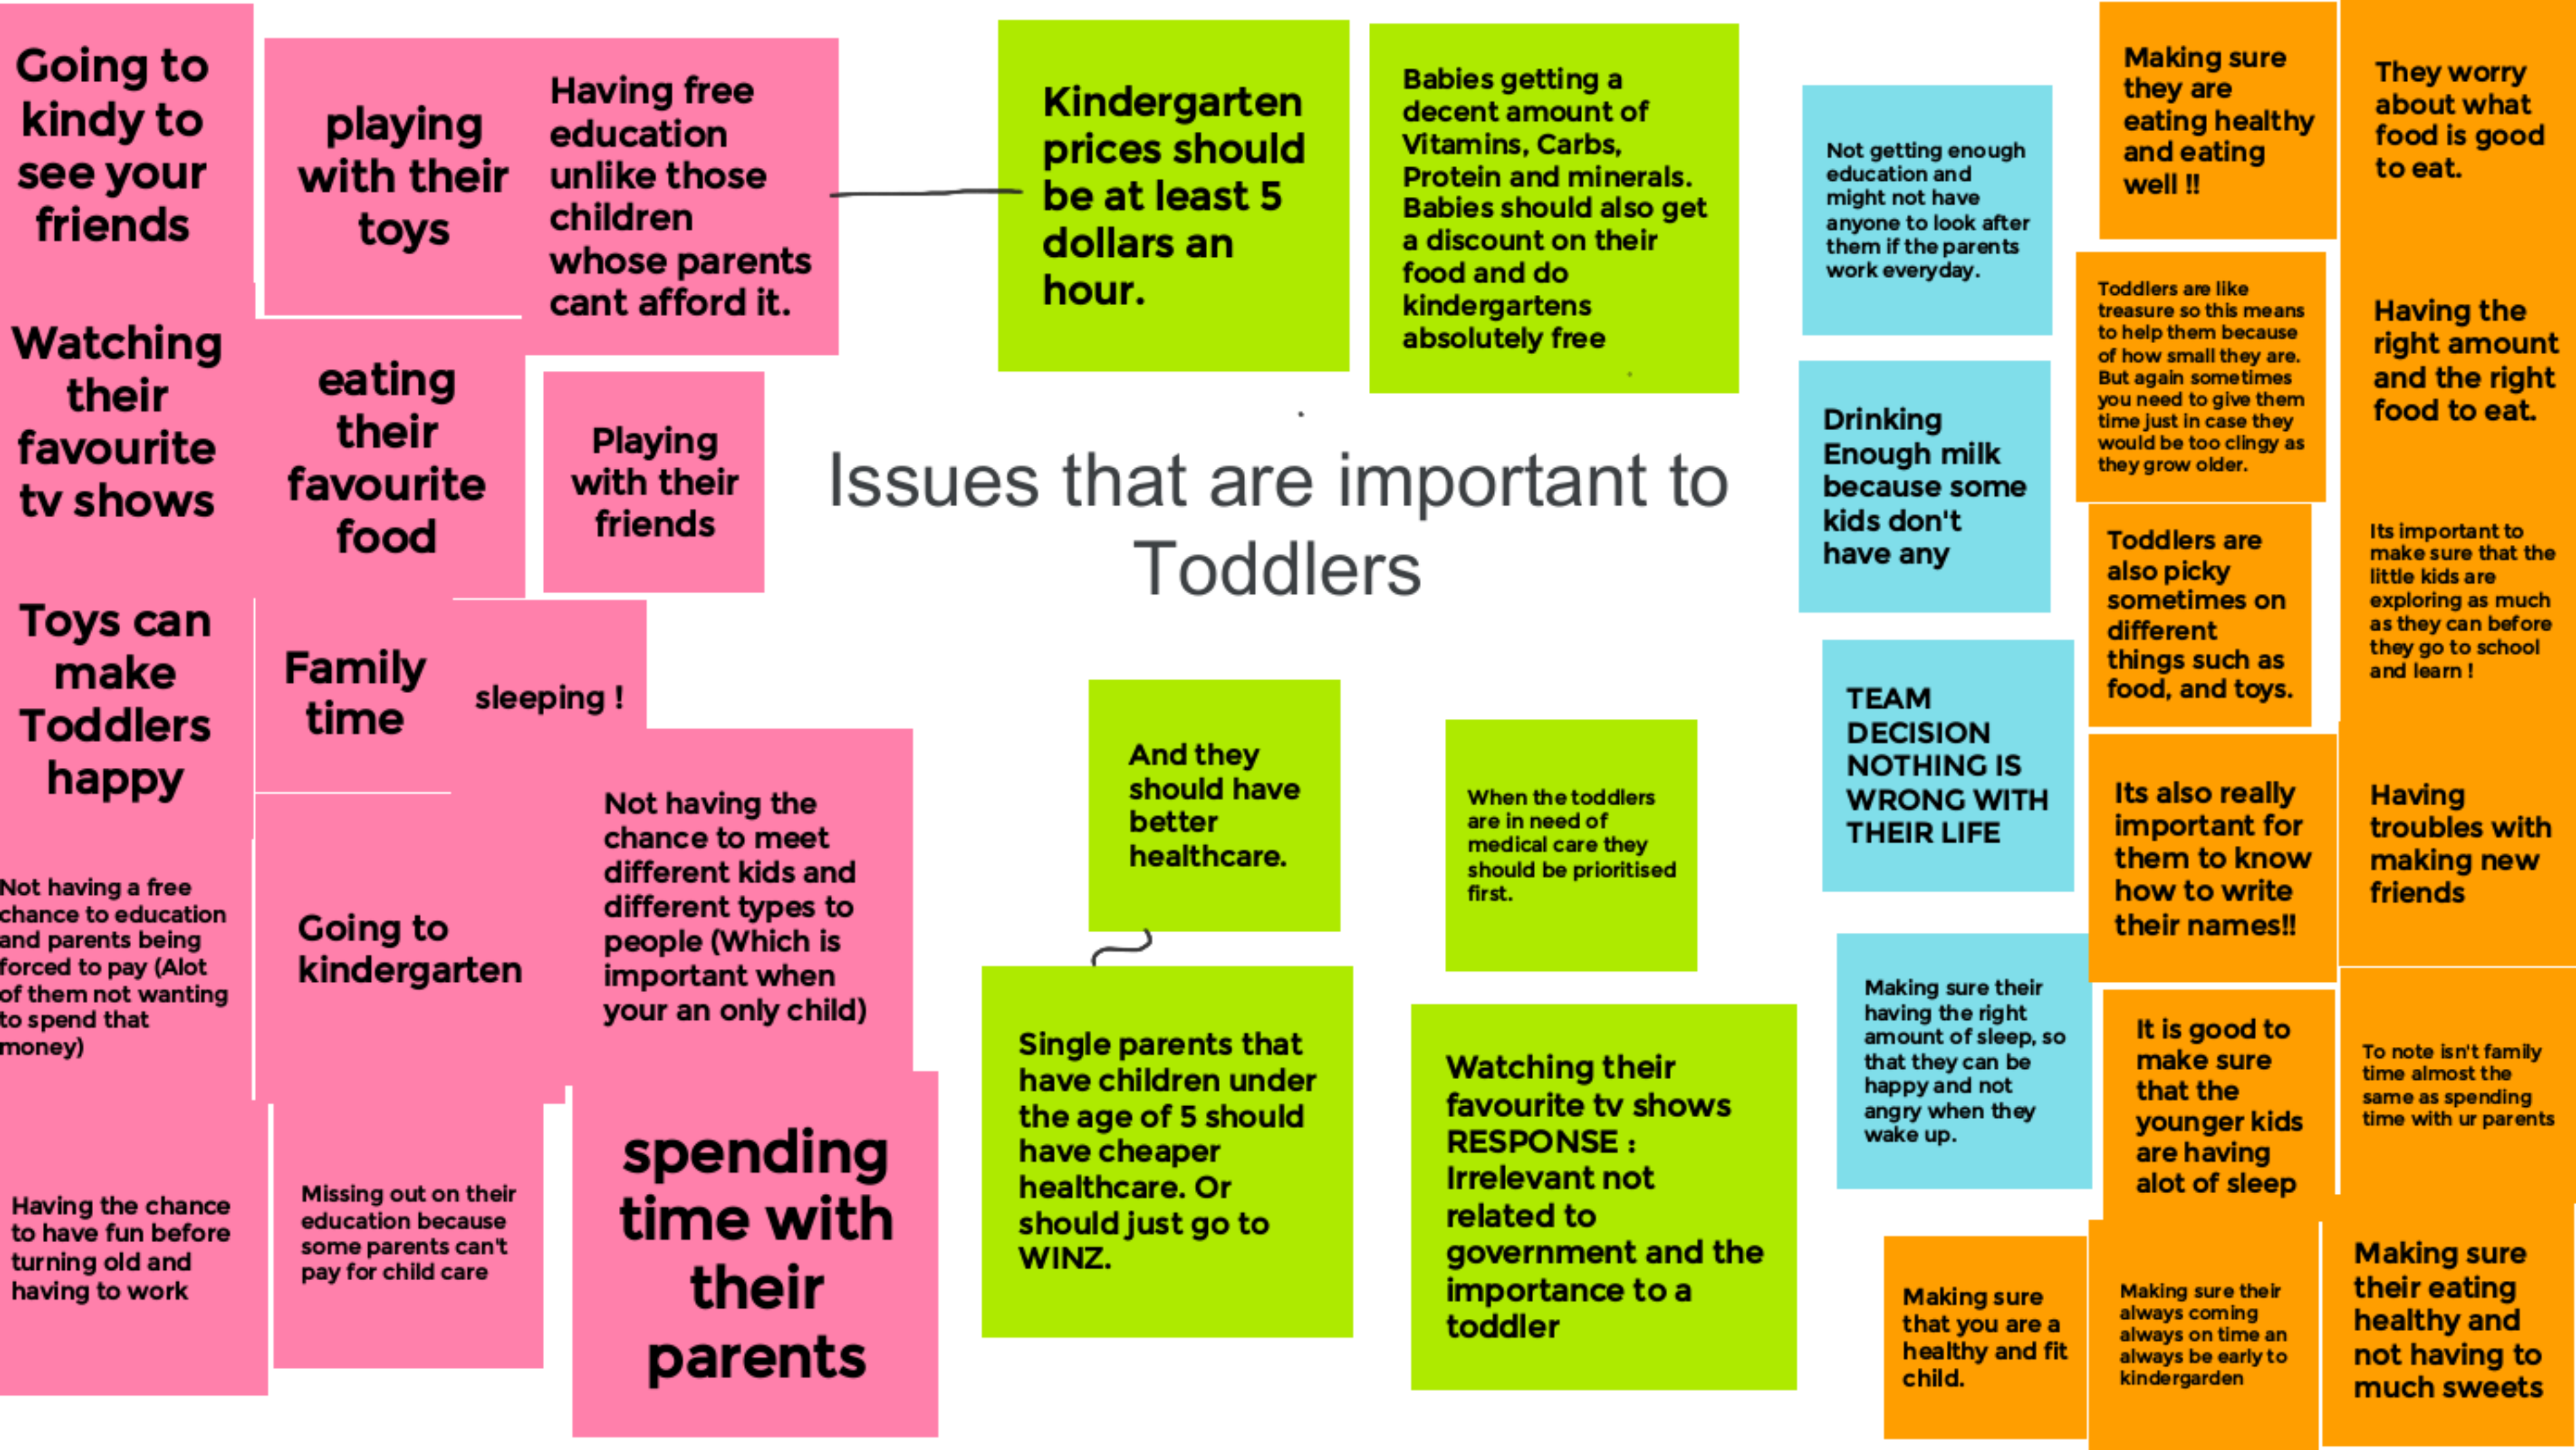 Going to
kindy to
see your
friends
playing
with their
toys
Having free
education
unlike those
children
whose parents
cant afford it.
Watching
their
favourite
tv shows
eating
their
favourite
food
Playing
with their
friends
Toys can
make
Toddlers
happy
Family
time
sleeping !
Not having a free
chance to education
and parents being
forced to pay (Alot
of them not wanting
to spend that
money)
Going to
kindergarten
Not having the
chance to meet
different kids and
different types to
people (Which is
important when
your an only child)
Having the chance
to have fun before
turning old and
having to work
Missing out on their
education because
some parents can't
pay for child care
spending
time with
their
parents
Kindergarten
prices should
be at least 5
dollars an
hour.
Babies getting a
decent amount of
Vitamins, Carbs,
Protein and minerals.
Babies should also get
a discount on their
food and do
kindergartens
absolutely free
Issues that are important to
Toddlers
And they
should have
better
healthcare.
When the toddlers
are in need of
medical care they
should be prioritised
first.
Single parents that
have children under
the age of 5 should
have cheaper
healthcare. Or
should just go to
WINZ.
Watching their
favourite tv shows
RESPONSE :
Irrelevant not
related to
government and the
importance to a
toddler
Not getting enough
education and
might not have
anyone to look after
them if the parents
work everyday.
Drinking
Enough milk
because some
kids don't
have any
TEAM
DECISION
NOTHING IS
WRONG WITH
THEIR LIFE
Making sure their
having the right
amount of sleep, so
that they can be
happy and not
angry when they
wake up.
Making sure
they are
eating healthy
and eating
well !!
They worry
about what
food is good
to eat.
Toddlers are like
treasure so this means
to help them because
of how small they are.
But again sometimes
you need to give them
time just in case they
would be too clingy as
they grow older.
Having the
right amount
and the right
food to eat.
Toddlers are
also picky
sometimes on
different
things such as
food, and toys.
Its important to
make sure that the
little kids are
exploring as much
as they can before
they go to school
and learn !
Its also really
important for
them to know
how to write
their names!!
Having
troubles with
making new
friends
It is good to
make sure
that the
younger kids
are having
alot of sleep
To note isn't family
time almost the
same as spending
time with ur parents
Making sure
that you are a
healthy and fit
child.
Making sure their
always coming
always on time an
always be early to
kindergarden
Making sure
their eating
healthy and
not having to
much sweets